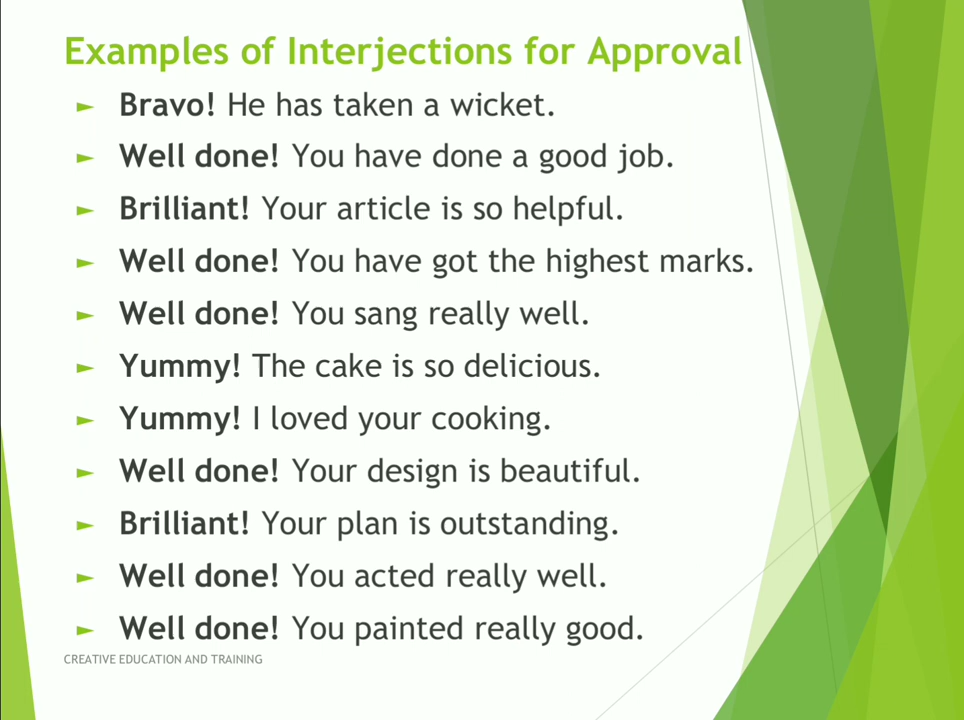 Examples of Interjections for Approval
► Bravo! He has taken a wicket.
► Well done! You have done a good job.
► Brilliant! Your article is so helpful.
► Well done! You have got the highest marks.
► Well done! You sang really well.
► Yummy! The cake is so delicious.
► Yummy! I loved your cooking.
► Well done! Your design is beautiful.
► Brilliant! Your plan is outstanding.
► Well done! You acted really well.
► Well done! You painted really good.
CREATIVE EDUCATION AND TRAINING